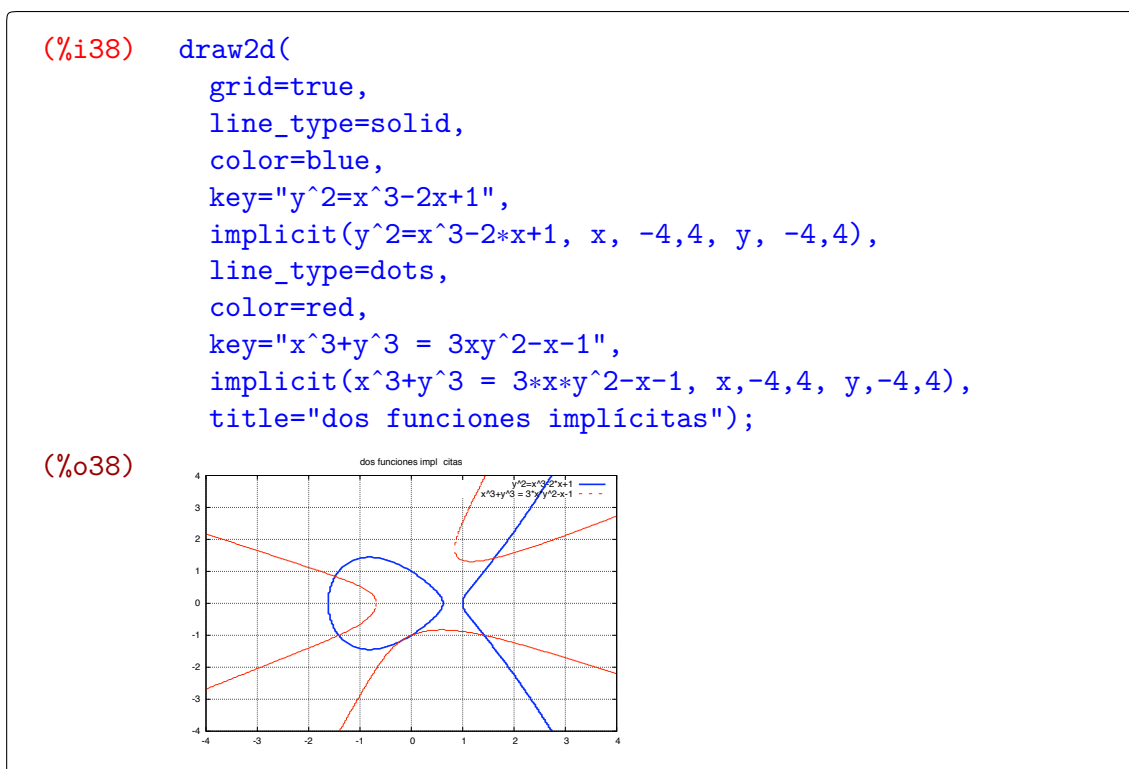 (%i38) draw2d(
grid=true,
line_type=solid,
color=blue,
key="y^2=x^3-2x+1",
implicit(y^2=x^3-2*x+1, x, -4,4, y, -4,4),
line_type=dots,
color=red,
key="x^3+y^3 = 3xy^2-x-1",
implicit(x^3+y^3 = 3*x*y^2-x-1, x,-4,4, y,-4,4),
title="dos funciones implícitas");
(%o38)
dos funciones impl citas
y^2=x^3-2*x+1
x^3+y^3 = 3*x*y^2-x-1
4
3
2
1
0
-1
-2
-3
-4
-4 -3 -2 -1 0 1 2 3 4